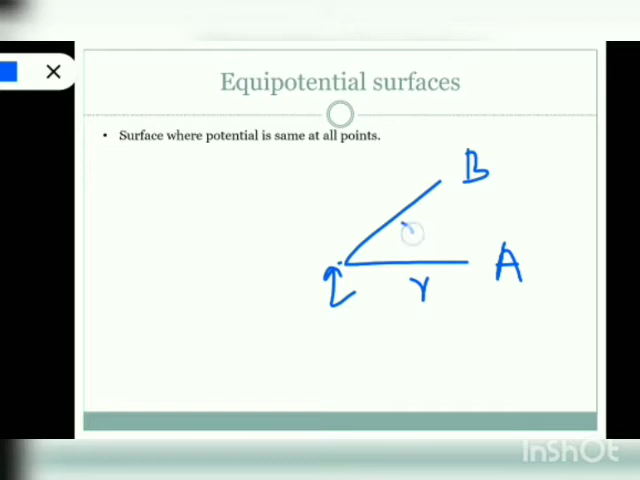 Equipotential surfaces
• Surface where potential is same at all points.
B
A
q
r
InShOt